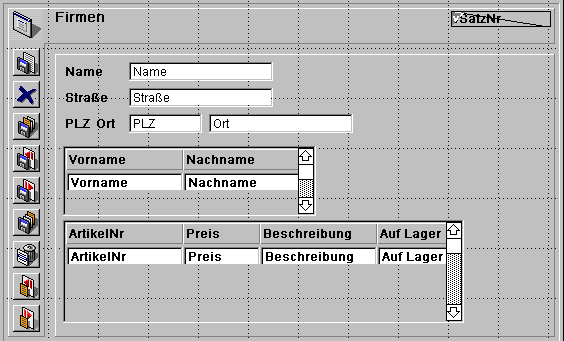 Firmen SatzNr
Name Name
Straße Straße
PLZ Ort PLZ Ort
Vorname Nachname
Vorname Nachname
ArtikelNr Preis Beschreibung Auf Lager
ArtikelNr Preis Beschreibung Auf Lager